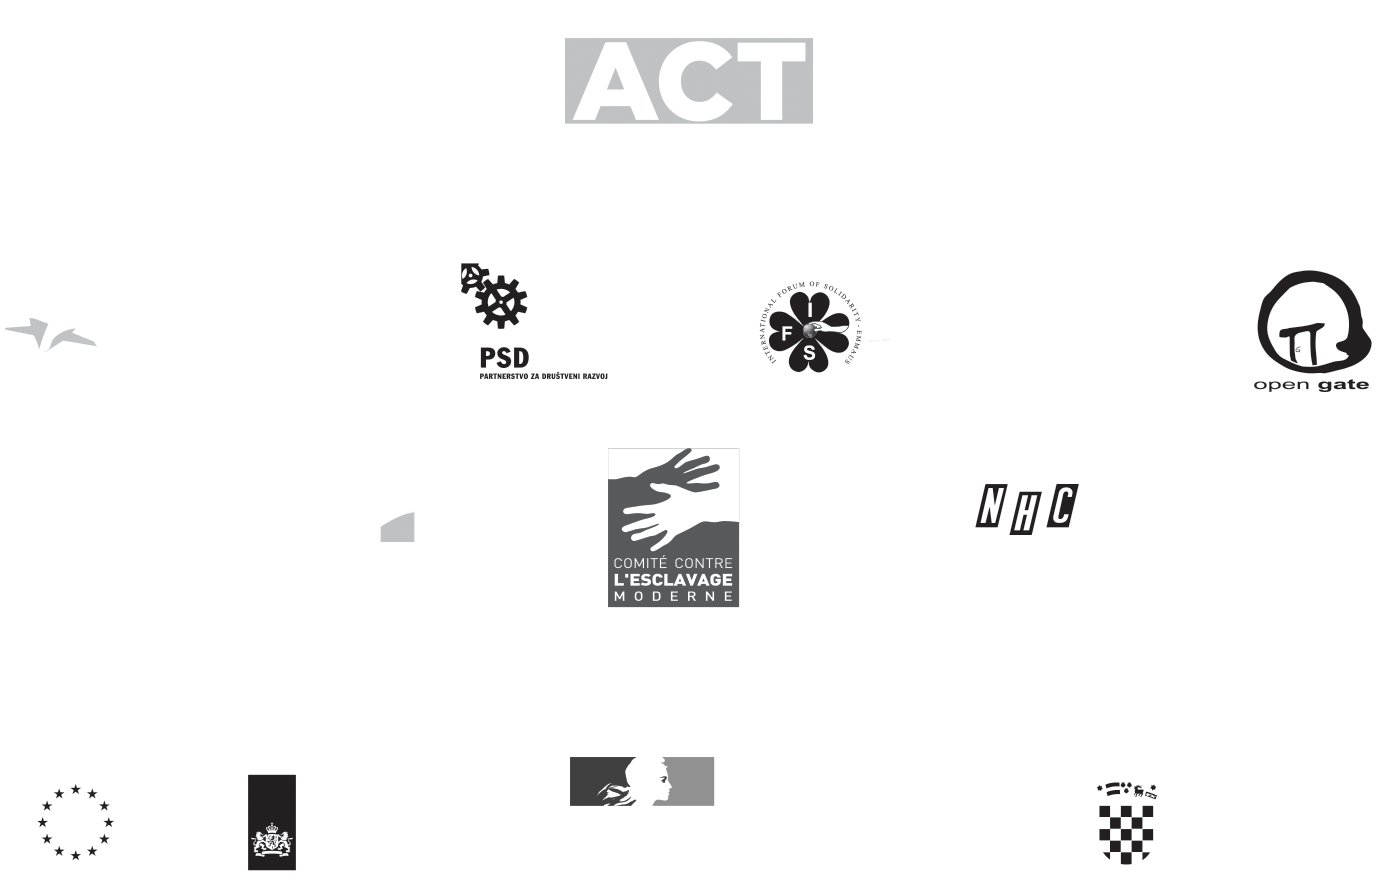 ACT
PSD
PARTNERSTVO ZA DRUŠTVENI RAZVOJ
INTERNATIONAL FORUM OF SOLIDARITY - EMMAUS
I
F
S
open gate
COMITÉ CONTRE
L'ESCLAVAGE
MODERNE
NHC